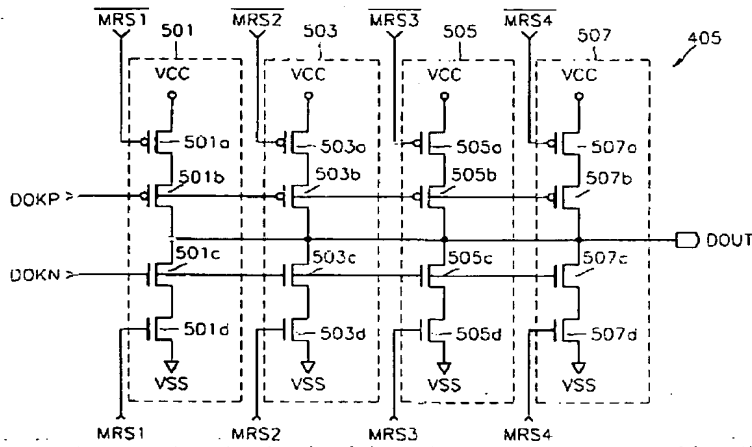 MRS1 MRS2 MRS3 MRS4
501 503 505 507 405
VCC VCC VCC VCC
501a 503a 505a 507a
501b 503b 505b 507b
DOKP
DOUT
501c 503c 505c 507c
DOKN
501d 503d 505d 507d
VSS VSS VSS VSS
MRS1 MRS2 MRS3 MRS4